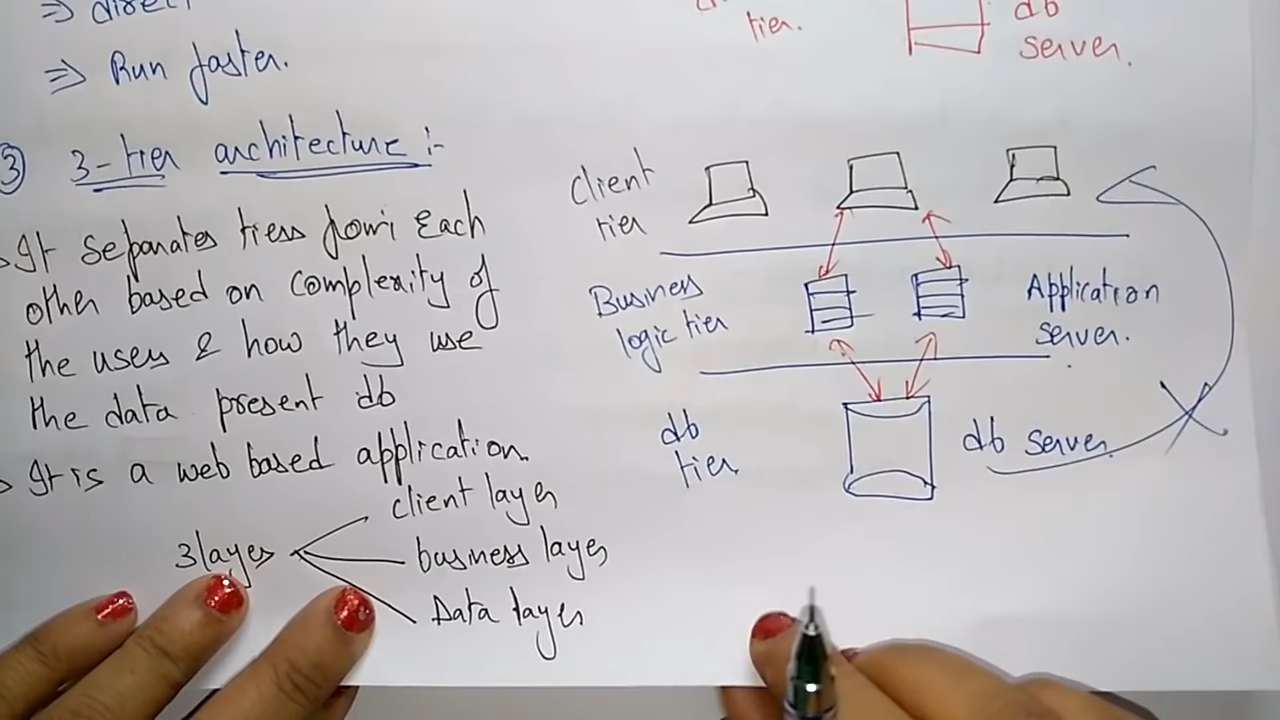 ⇒ direct
⇒ Run faster.
③ 3-tier architecture :-
It separates tiers from Each
other based on complexity of
the users & how they use
the data present db
It is a web based application.
3 layers
client layer
business layer
Data layer
tier.
db
server.
Client
tier
Business
logic tier
Application
server.
db
tier.
db server.